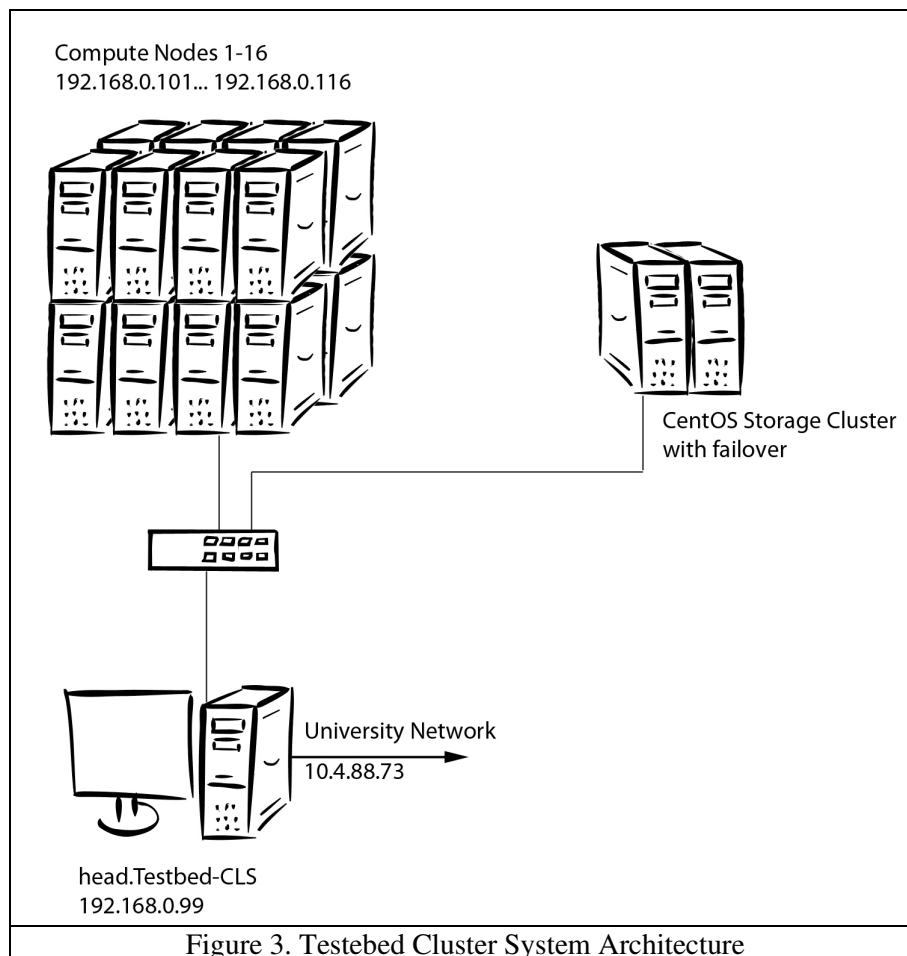 Compute Nodes 1-16
192.168.0.101... 192.168.0.116
CentOS Storage Cluster
with failover
University Network
10.4.88.73
head.Testbed-CLS
192.168.0.99
Figure 3. Testebed Cluster System Architecture